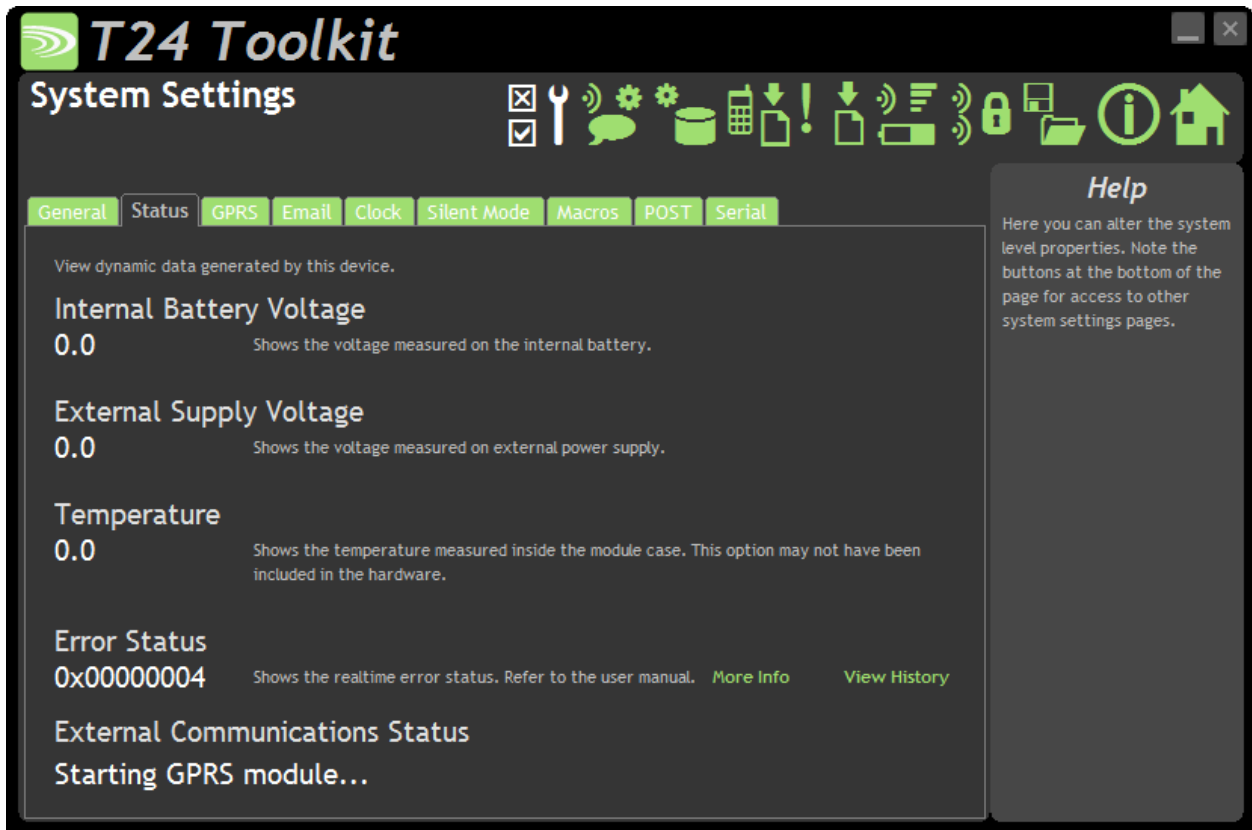 T24 Toolkit
System Settings
General Status GPRS Email Clock Silent Mode Macros POST Serial
View dynamic data generated by this device.
Internal Battery Voltage
0.0 Shows the voltage measured on the internal battery.
External Supply Voltage
0.0 Shows the voltage measured on external power supply.
Temperature
0.0 Shows the temperature measured inside the module case. This option may not have been
included in the hardware.
Error Status
0x00000004 Shows the realtime error status. Refer to the user manual. More Info View History
External Communications Status
Starting GPRS module...
Help
Here you can alter the system
level properties. Note the
buttons at the bottom of the
page for access to other
system settings pages.